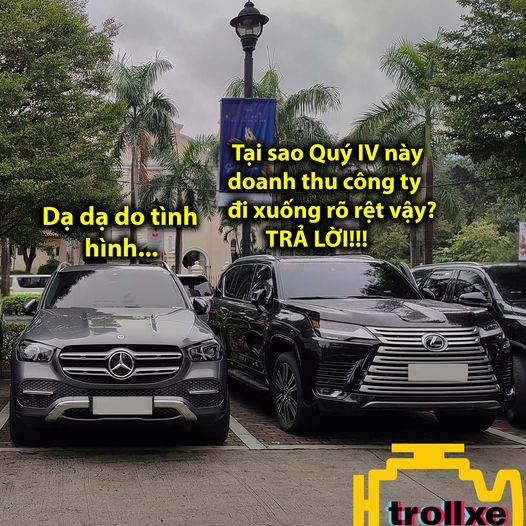 Tại sao Quý IV này
doanh thu công ty
đi xuống rõ rệt vậy?
TRẢ LỜI!!!
Dạ dạ do tình
hình...
trollxe